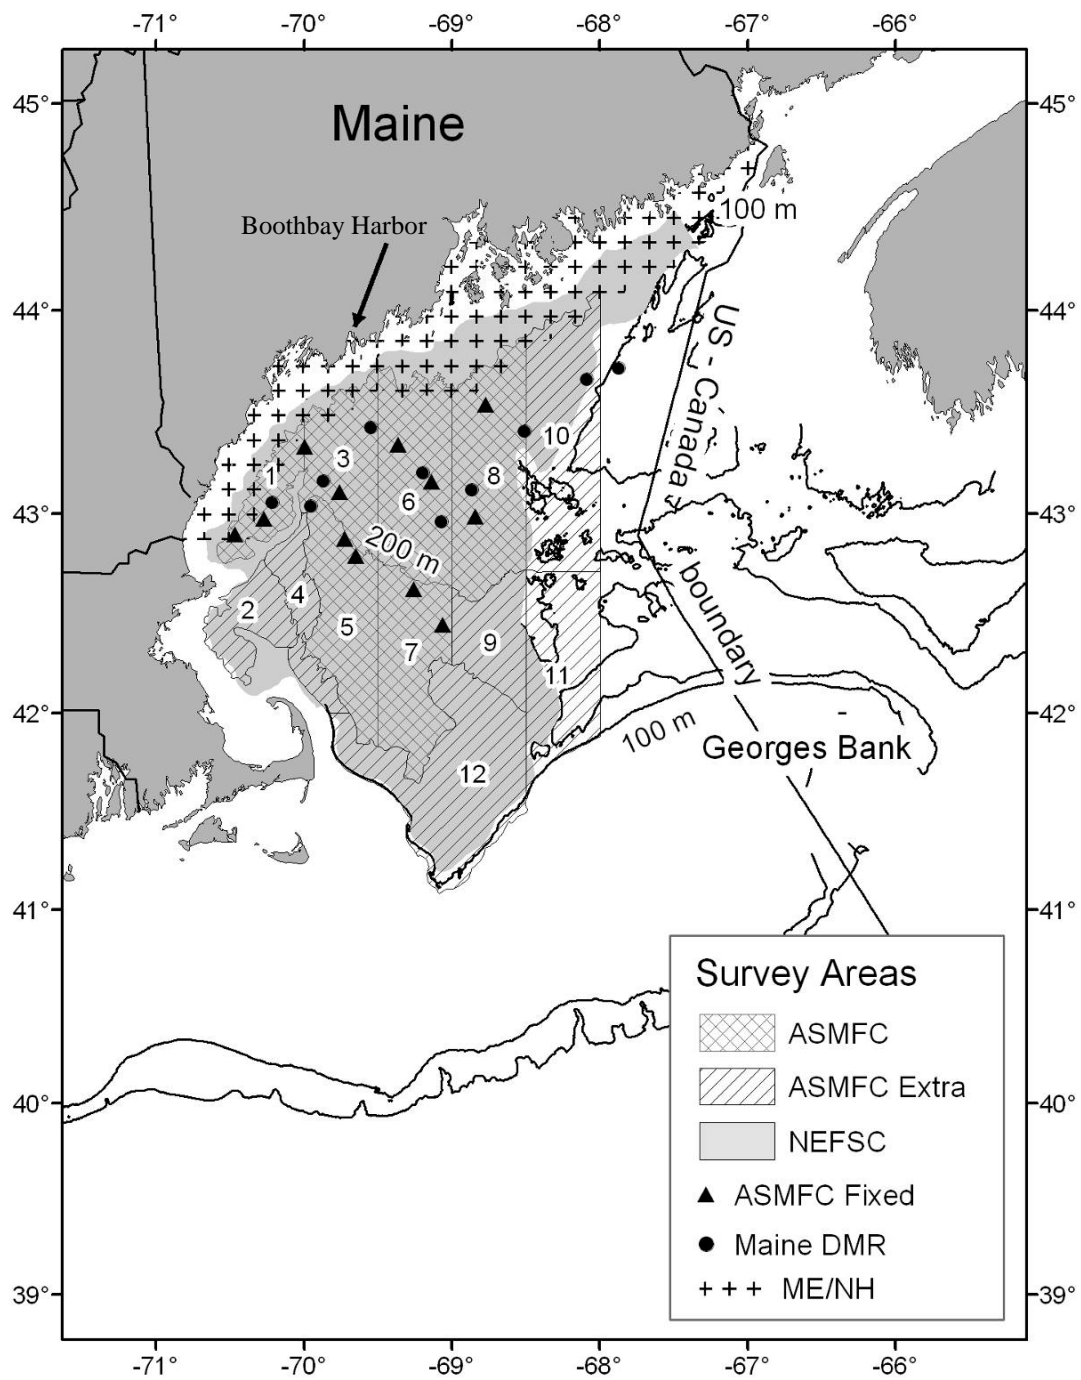 -71° -70° -69° -68° -67° -66°
45° 45°
Maine
100 m
Boothbay Harbor
44° 44°
US - Canada
boundary
1
3
10
8
6
43° 43°
200 m
2
4
5
7
9
11
42° 42°
100 m
Georges Bank
12
41° 41°
Survey Areas
ASMFC
ASMFC Extra
NEFSC
ASMFC Fixed
Maine DMR
ME/NH
40° 40°
39° 39°
-71° -70° -69° -68° -67° -66°